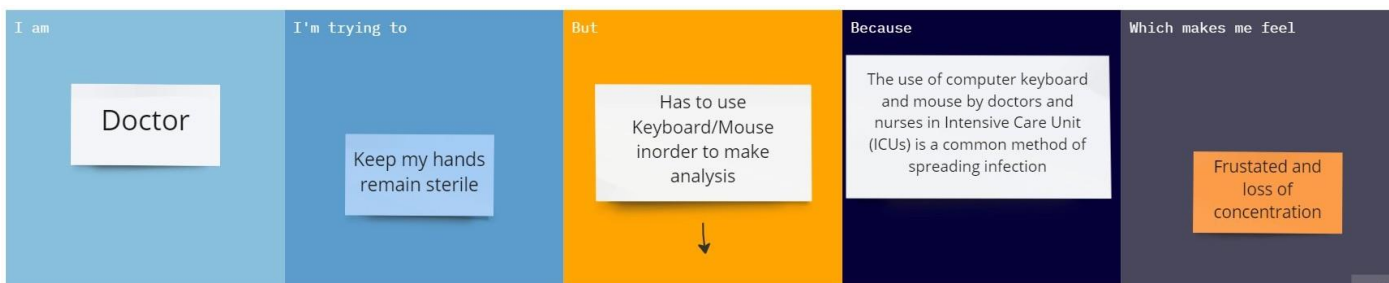 I am
Doctor
I'm trying to
Keep my hands
remain sterile
But
Has to use
Keyboard/Mouse
inorder to make
analysis
Because
The use of computer keyboard
and mouse by doctors and
nurses in Intensive Care Unit
(ICUs) is a common method of
spreading infection
Which makes me feel
Frustated and
loss of
concentration